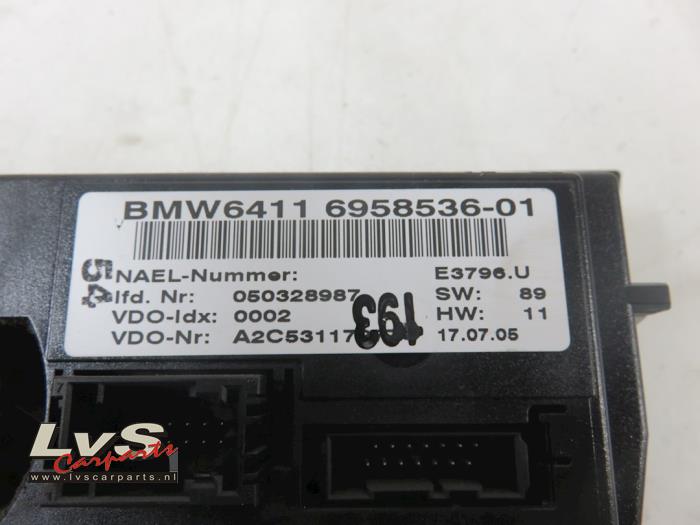 BMW6411 6958536-01
NAEL-Nummer: E3796.U
lfd. Nr: 050328987 SW: 89
VDO-Idx: 0002 HW: 11
VDO-Nr: 17.07.05
54
193
LvS
Carparts
www.lvscarparts.nl